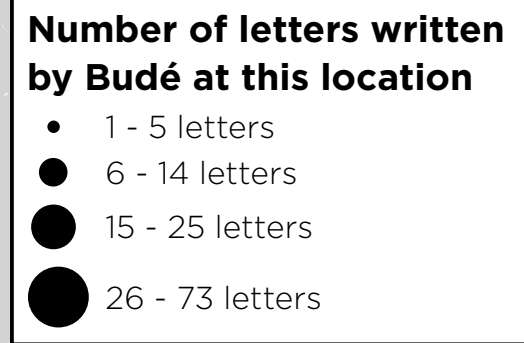 Number of letters written
by Budé at this location
1 - 5 letters
6 - 14 letters
15 - 25 letters
26 - 73 letters